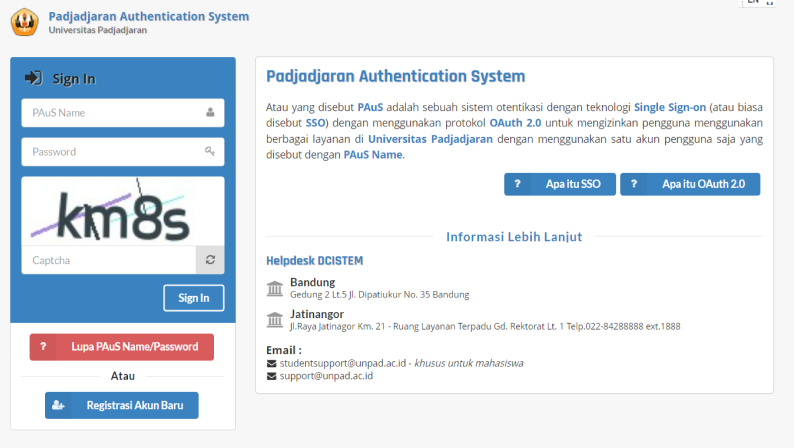 EN
Padjadjaran Authentication System
Universitas Padjadjaran
Sign In
PAuS Name
Password
km8s
Captcha
Sign In
? Lupa PAuS Name/Password
Atau
Registrasi Akun Baru
Padjadjaran Authentication System
Atau yang disebut PAuS adalah sebuah sistem otentikasi dengan teknologi Single Sign-on (atau biasa
disebut SSO) dengan menggunakan protokol OAuth 2.0 untuk mengizinkan pengguna menggunakan
berbagai layanan di Universitas Padjadjaran dengan menggunakan satu akun pengguna saja yang
disebut dengan PAuS Name.
? Apa itu SSO ? Apa itu OAuth 2.0
Informasi Lebih Lanjut
Helpdesk DCISTEM
Bandung
Gedung 2 Lt.5 Jl. Dipatiukur No. 35 Bandung
Jatinangor
Jl.Raya Jatinagor Km. 21 - Ruang Layanan Terpadu Gd. Rektorat Lt. 1 Telp.022-84288888 ext.1888
Email :
studentsupport@unpad.ac.id - khusus untuk mahasiswa
support@unpad.ac.id